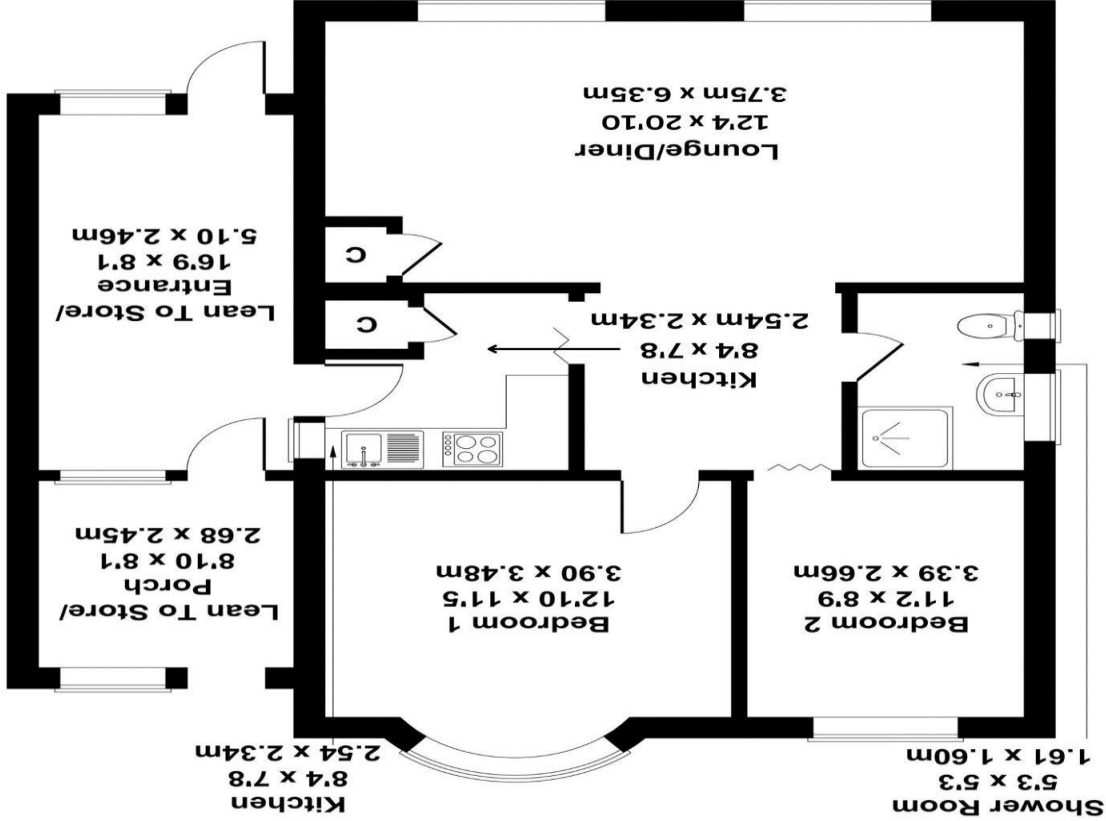 Shower Room
5'3 x 5'3
1.61 x 1.60m
Kitchen
8'4 x 7'8
2.54 x 2.34m
Bedroom 2
11'2 x 8'9
3.39 x 2.66m
Bedroom 1
12'10 x 11'5
3.90 x 3.48m
Lean To Store/
Porch
8'10 x 8'1
2.68 x 2.45m
Kitchen
8'4 x 7'8
2.54m x 2.34m
C
Lean To Store/
Entrance
16'9 x 8'1
5.10 x 2.46m
C
Lounge/Diner
12'4 x 20'10
3.75m x 6.35m